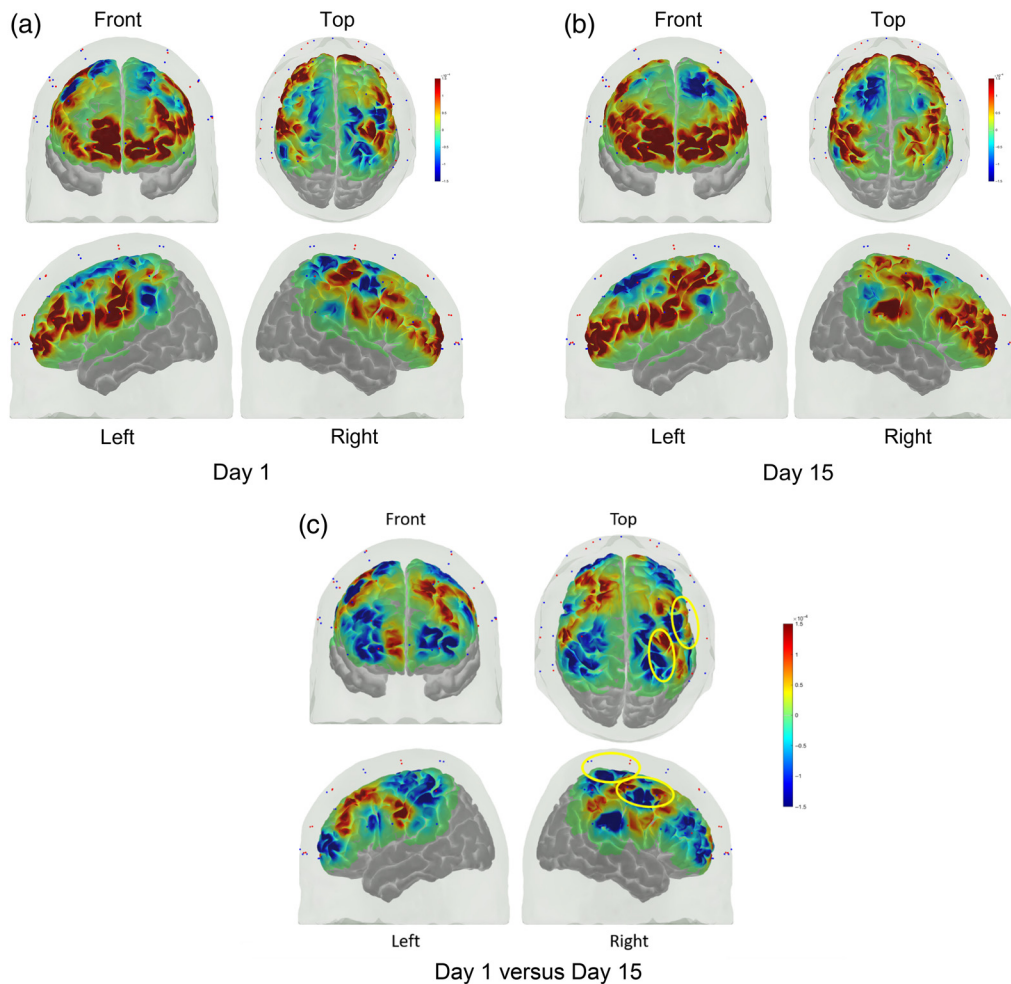 (a)
Front
Top
Left
Right
Day 1
(b)
Front
Top
Left
Right
Day 15
(c)
Front
Top
×10⁻⁴
1.5
1
0.5
0
−0.5
−1
−1.5
Left
Right
Day 1 versus Day 15